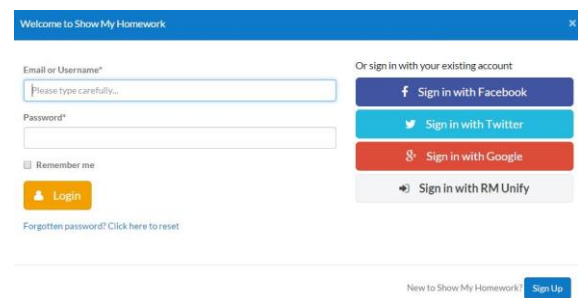 Welcome to Show My Homework
×
Email or Username*
Please type carefully...
Password*
Remember me
Login
Forgotten password? Click here to reset
Or sign in with your existing account
Sign in with Facebook
Sign in with Twitter
Sign in with Google
Sign in with RM Unify
New to Show My Homework? Sign Up